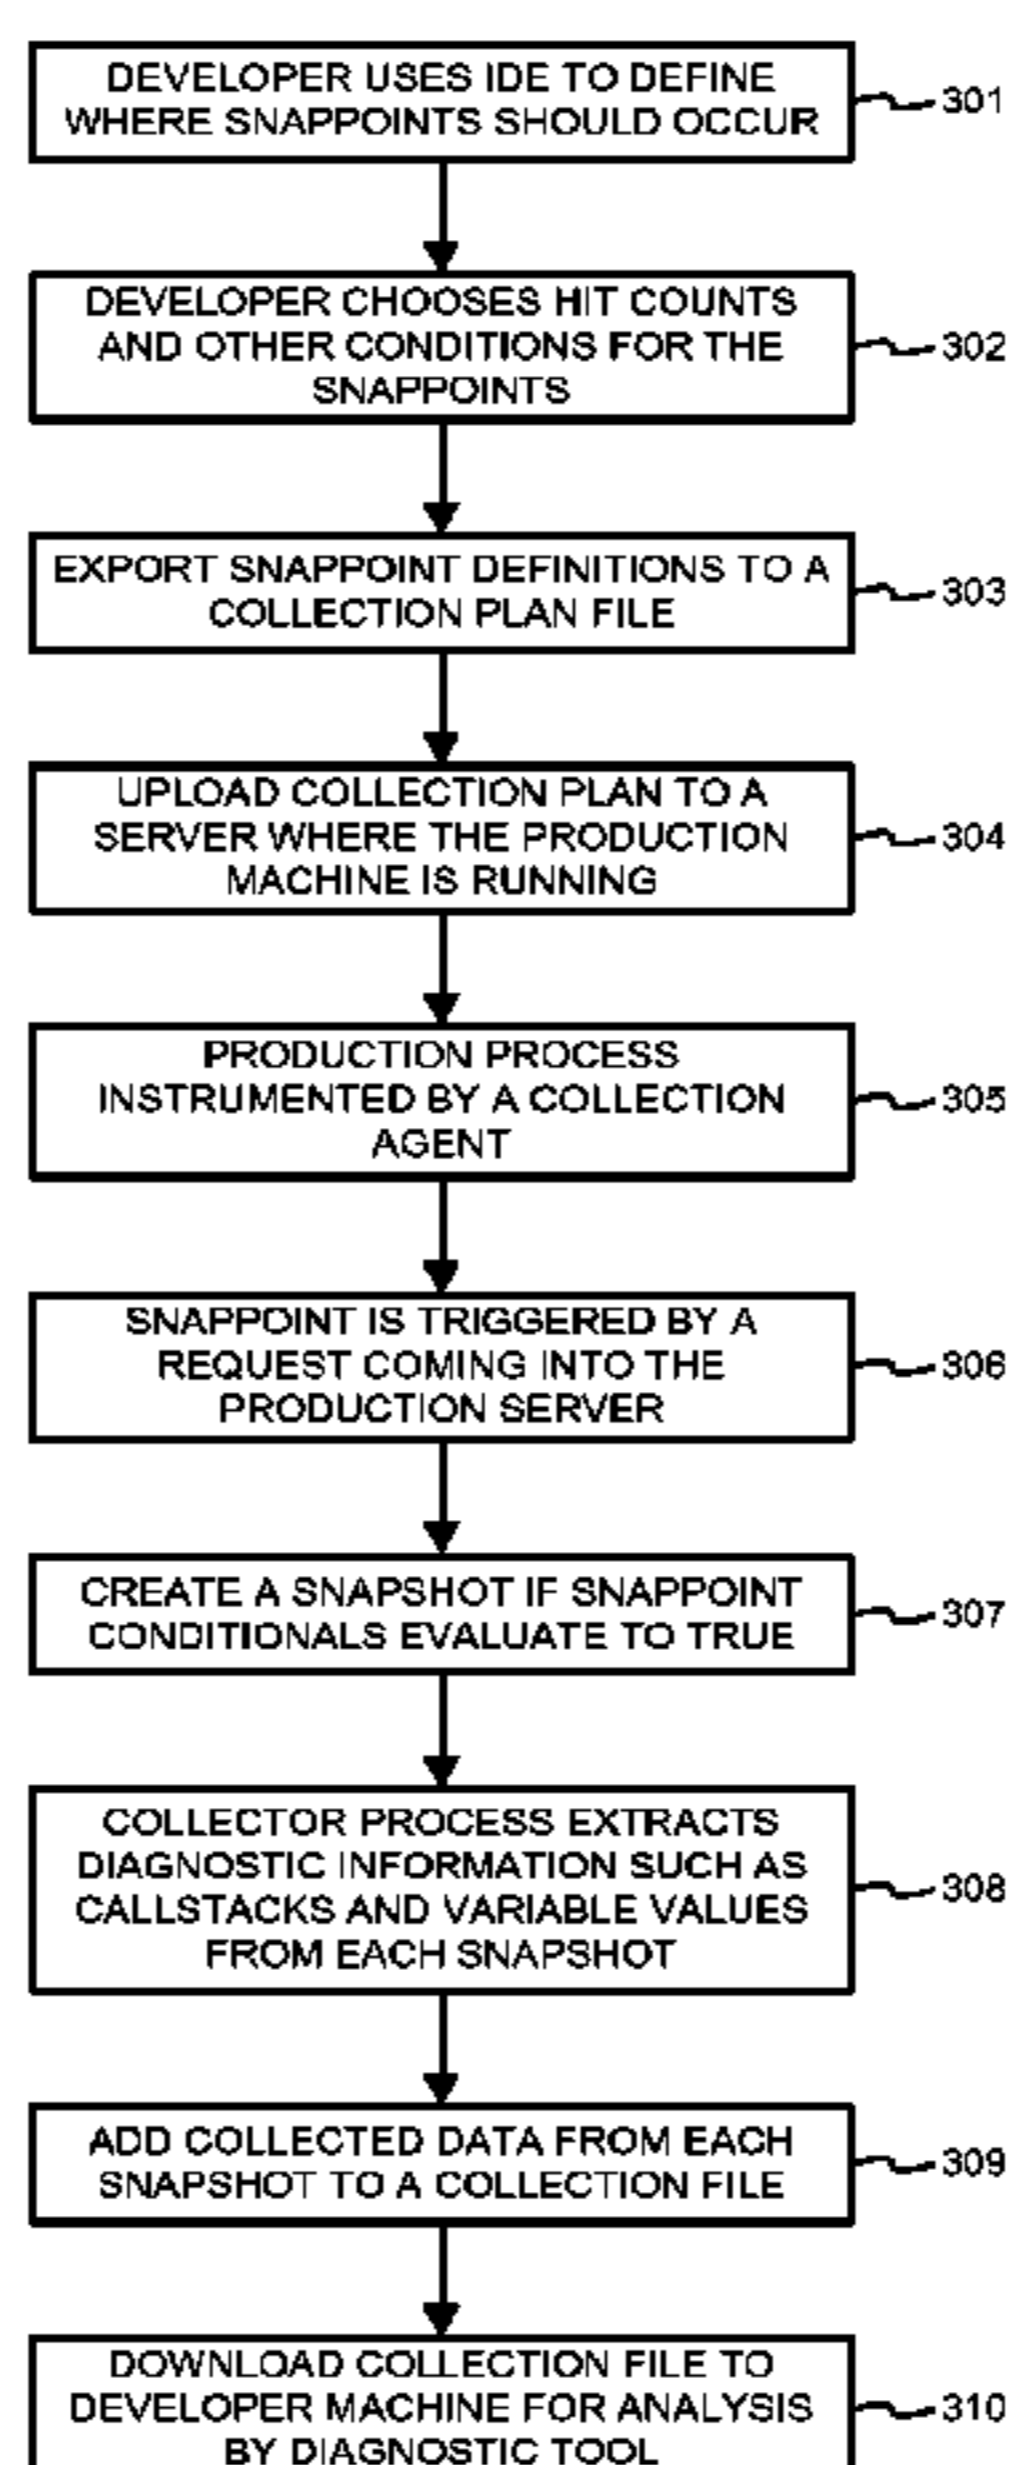 DEVELOPER USES IDE TO DEFINE
WHERE SNAPPOINTS SHOULD OCCUR
301
DEVELOPER CHOOSES HIT COUNTS
AND OTHER CONDITIONS FOR THE
SNAPPOINTS
302
EXPORT SNAPPOINT DEFINITIONS TO A
COLLECTION PLAN FILE
303
UPLOAD COLLECTION PLAN TO A
SERVER WHERE THE PRODUCTION
MACHINE IS RUNNING
304
PRODUCTION PROCESS
INSTRUMENTED BY A COLLECTION
AGENT
305
SNAPPOINT IS TRIGGERED BY A
REQUEST COMING INTO THE
PRODUCTION SERVER
306
CREATE A SNAPSHOT IF SNAPPOINT
CONDITIONALS EVALUATE TO TRUE
307
COLLECTOR PROCESS EXTRACTS
DIAGNOSTIC INFORMATION SUCH AS
CALLSTACKS AND VARIABLE VALUES
FROM EACH SNAPSHOT
308
ADD COLLECTED DATA FROM EACH
SNAPSHOT TO A COLLECTION FILE
309
DOWNLOAD COLLECTION FILE TO
DEVELOPER MACHINE FOR ANALYSIS
BY DIAGNOSTIC TOOL
310